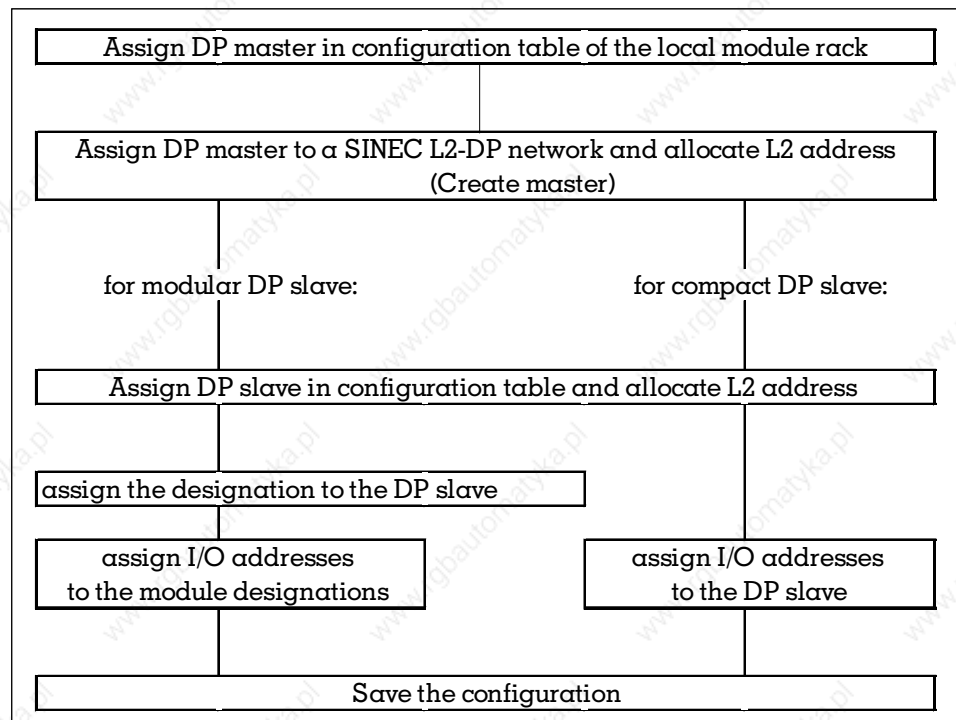 Assign DP master in configuration table of the local module rack
Assign DP master to a SINEC L2-DP network and allocate L2 address
(Create master)
for modular DP slave:
for compact DP slave:
Assign DP slave in configuration table and allocate L2 address
assign the designation to the DP slave
assign I/O addresses
to the module designations
assign I/O addresses
to the DP slave
Save the configuration
www.rgbautomatyka.pl